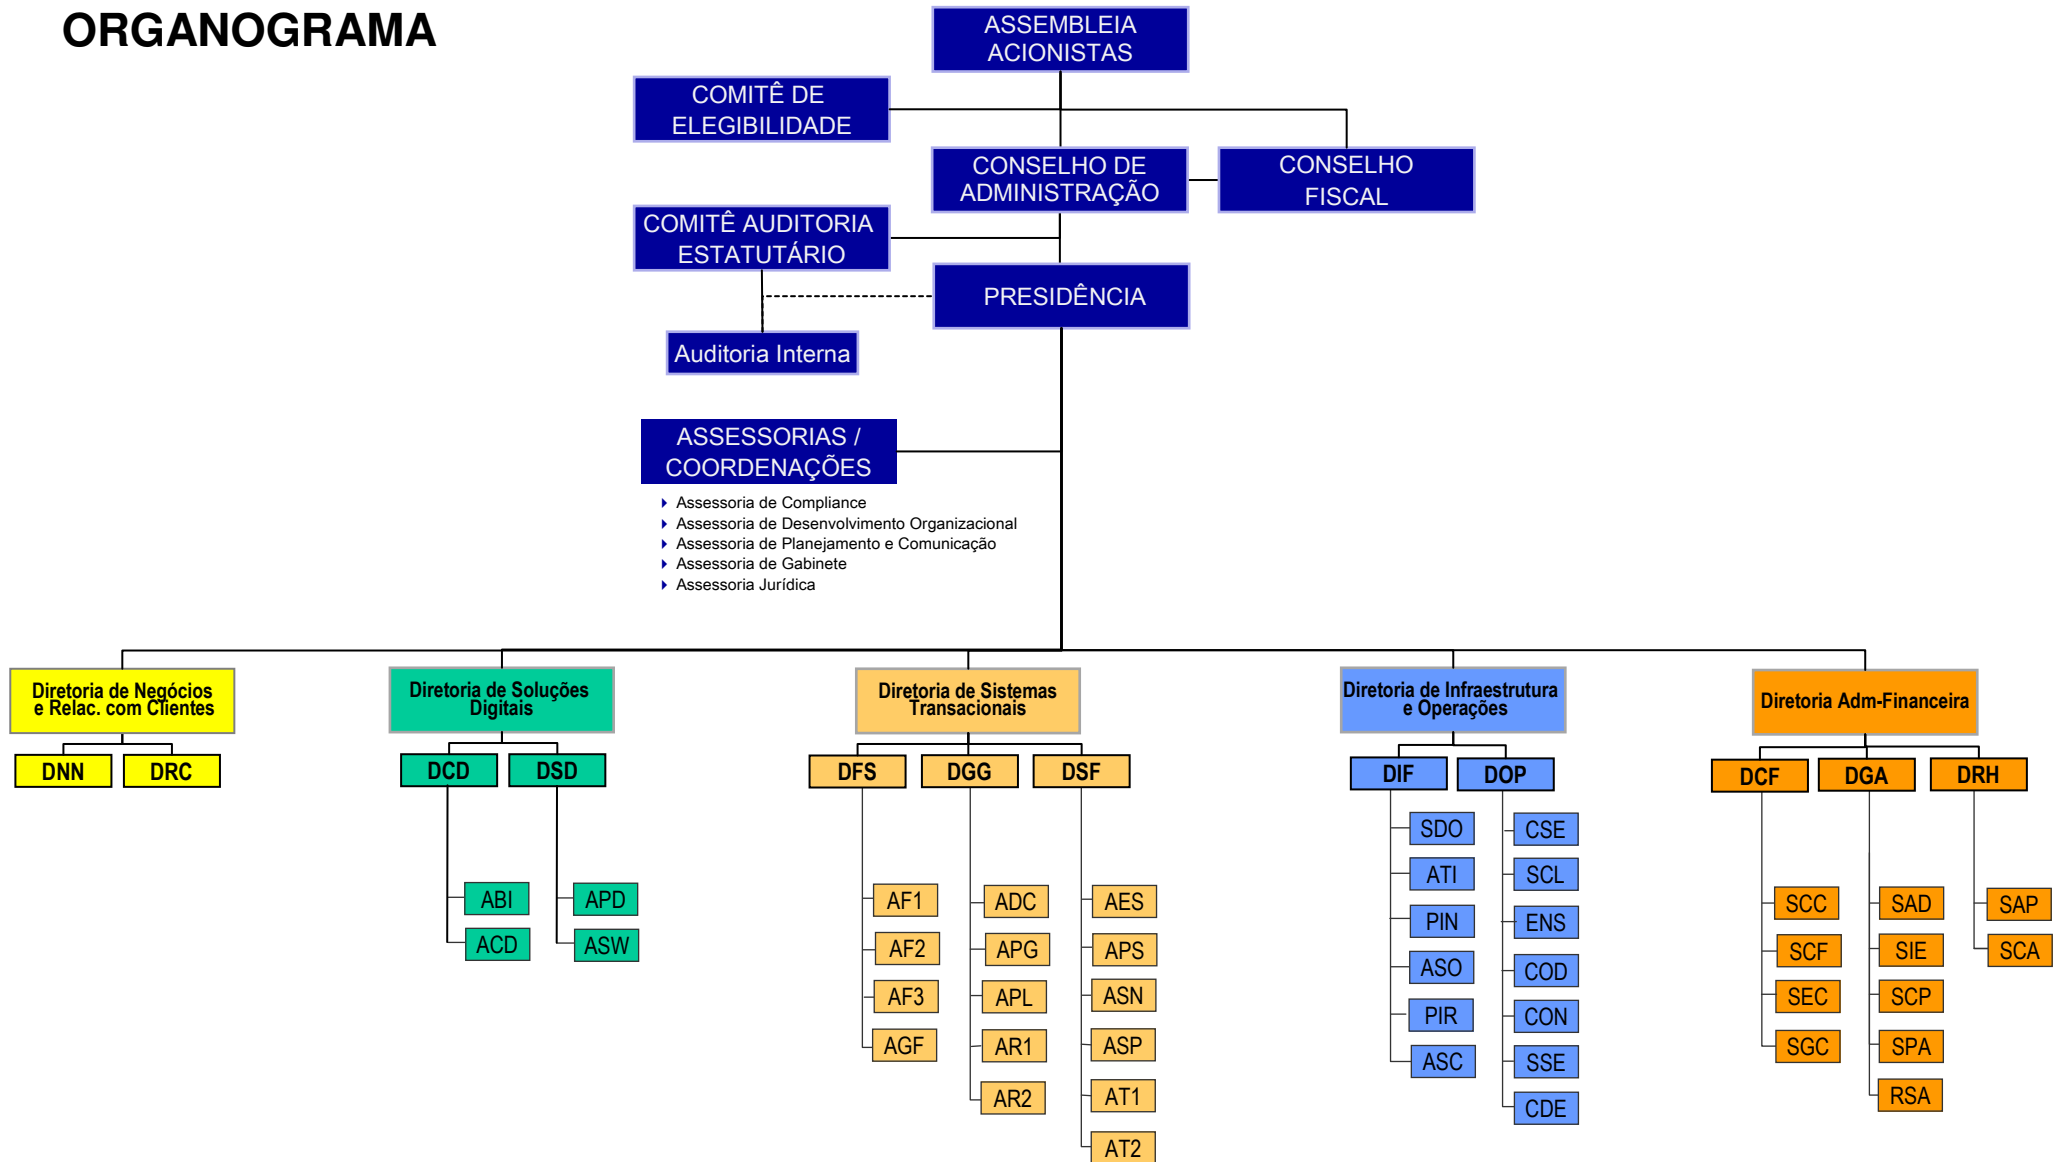 ORGANOGRAMA
ASSEMBLEIA
ACIONISTAS
COMITÊ DE
ELEGIBILIDADE
CONSELHO DE
ADMINISTRAÇÃO
CONSELHO
FISCAL
COMITÊ AUDITORIA
ESTATUTÁRIO
PRESIDÊNCIA
Auditoria Interna
ASSESSORIAS /
COORDENAÇÕES
Assessoria de Compliance
Assessoria de Desenvolvimento Organizacional
Assessoria de Planejamento e Comunicação
Assessoria de Gabinete
Assessoria Jurídica
Diretoria de Negócios
e Relac. com Clientes
DNN
DRC
Diretoria de Soluções
Digitais
DCD
DSD
ABI
ACD
APD
ASW
Diretoria de Sistemas
Transacionais
DFS
DGG
DSF
AF1
AF2
AF3
AGF
ADC
APG
APL
AR1
AR2
AES
APS
ASN
ASP
AT1
AT2
Diretoria de Infraestrutura
e Operações
DIF
DOP
SDO
ATI
PIN
ASO
PIR
ASC
CSE
SCL
ENS
COD
CON
SSE
CDE
Diretoria Adm-Financeira
DCF
DGA
DRH
SCC
SCF
SEC
SGC
SAD
SIE
SCP
SPA
RSA
SAP
SCA